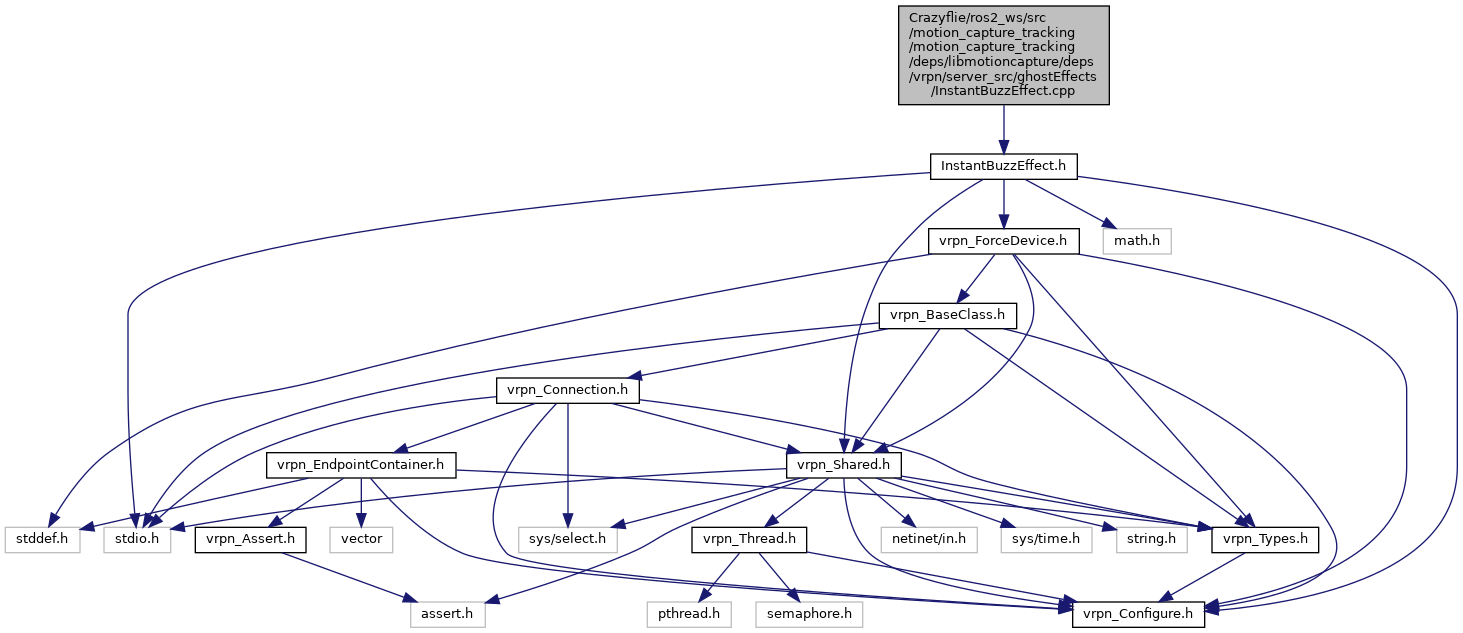 Crazyflie/ros2_ws/src
/motion_capture_tracking
/motion_capture_tracking
/deps/libmotioncapture/deps
/vrpn/server_src/ghostEffects
/InstantBuzzEffect.cpp
InstantBuzzEffect.h
vrpn_ForceDevice.h
math.h
vrpn_BaseClass.h
vrpn_Connection.h
vrpn_EndpointContainer.h
vrpn_Shared.h
stddef.h
stdio.h
vrpn_Assert.h
vector
sys/select.h
vrpn_Thread.h
netinet/in.h
sys/time.h
string.h
vrpn_Types.h
assert.h
pthread.h
semaphore.h
vrpn_Configure.h